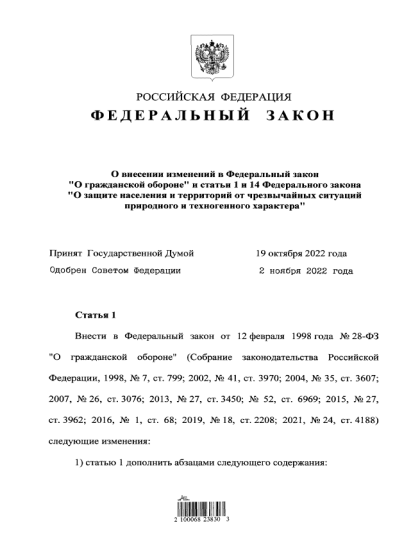 РОССИЙСКАЯ ФЕДЕРАЦИЯ
ФЕДЕРАЛЬНЫЙ ЗАКОН
О внесении изменений в Федеральный закон
"О гражданской обороне" и статьи 1 и 14 Федерального закона
"О защите населения и территорий от чрезвычайных ситуаций
природного и техногенного характера"
Принят Государственной Думой 19 октября 2022 года
Одобрен Советом Федерации 2 ноября 2022 года
Статья 1
Внести в Федеральный закон от 12 февраля 1998 года № 28-ФЗ
"О гражданской обороне" (Собрание законодательства Российской
Федерации, 1998, № 7, ст. 799; 2002, № 41, ст. 3970; 2004, № 35, ст. 3607;
2007, № 26, ст. 3076; 2013, № 27, ст. 3450; № 52, ст. 6969; 2015, № 27,
ст. 3962; 2016, № 1, ст. 68; 2019, № 18, ст. 2208; 2021, № 24, ст. 4188)
следующие изменения:
1) статью 1 дополнить абзацами следующего содержания:
2 100068 23830 3